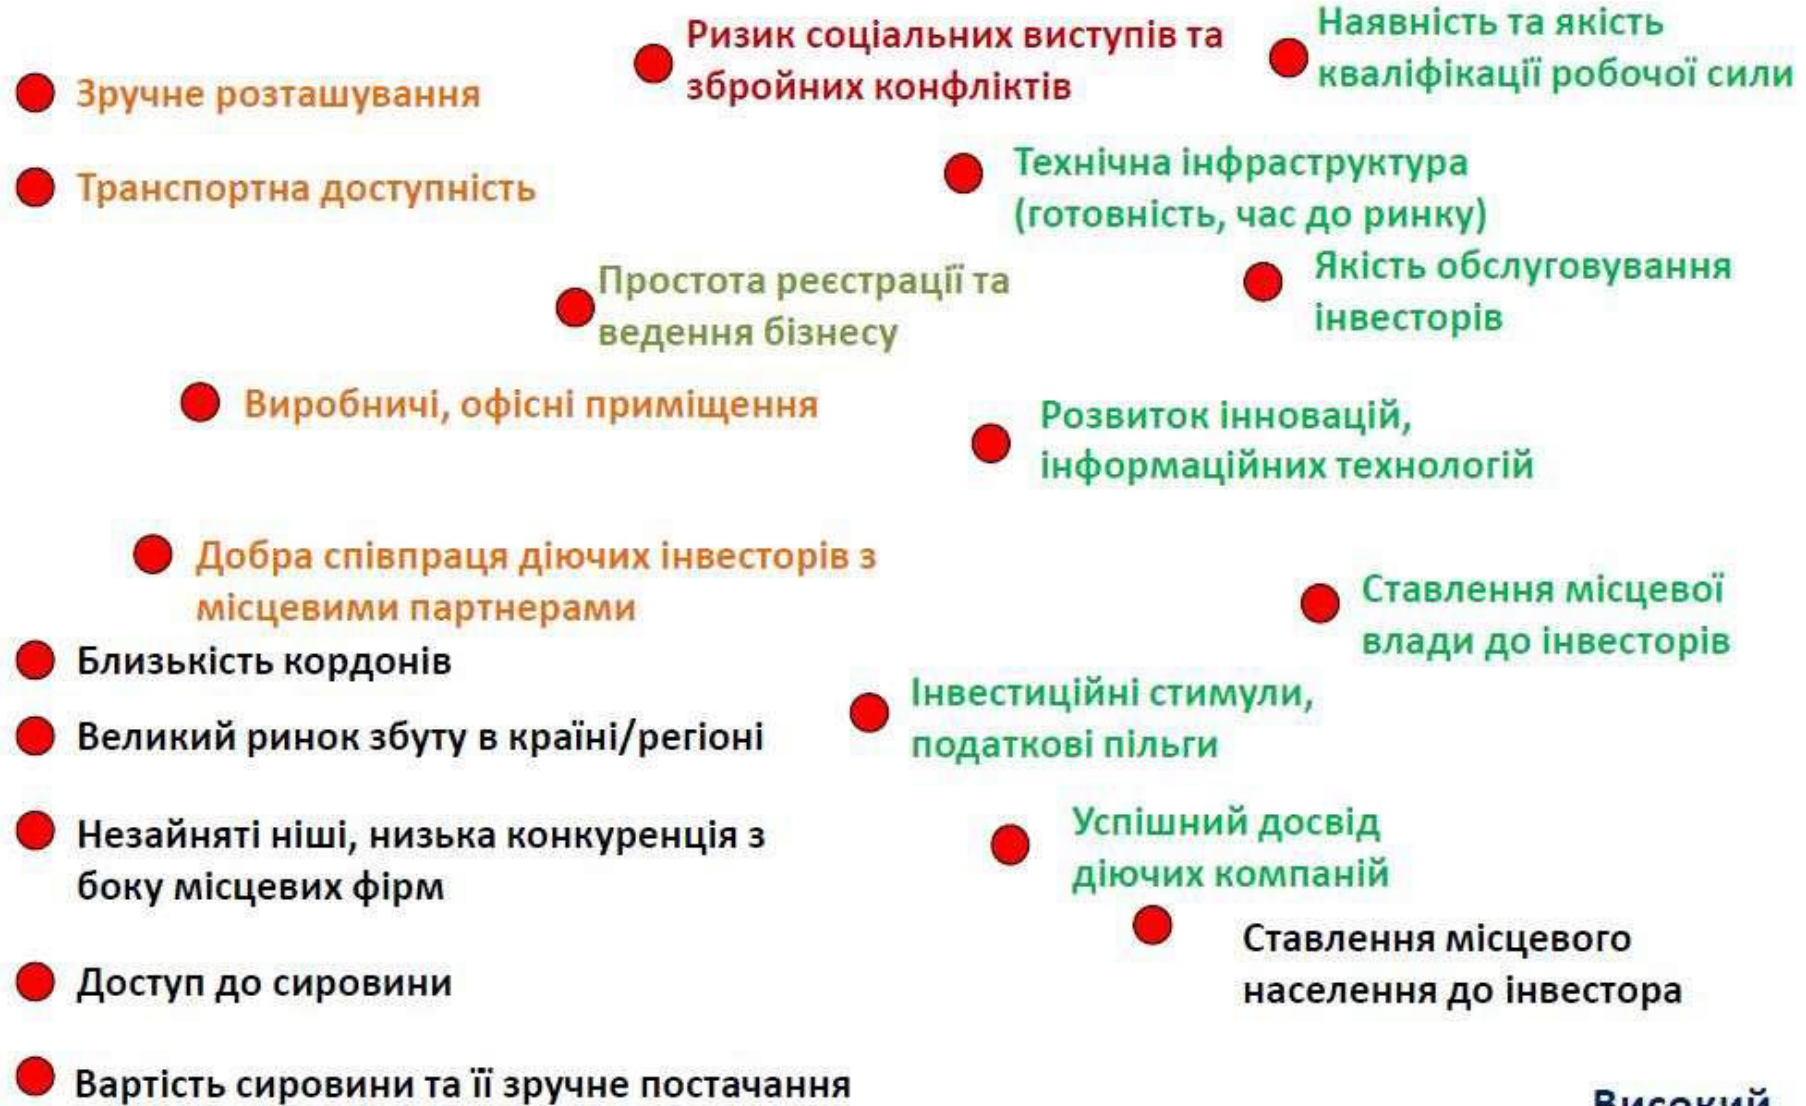 Ризик соціальних виступів та
збройних конфліктів
Наявність та якість
кваліфікації робочої сили
Зручне розташування
Транспортна доступність
Технічна інфраструктура
(готовність, час до ринку)
Простота реєстрації та
ведення бізнесу
Якість обслуговування
інвесторів
Виробничі, офісні приміщення
Розвиток інновацій,
інформаційних технологій
Добра співпраця діючих інвесторів з
місцевими партнерами
Ставлення місцевої
влади до інвесторів
Близькість кордонів
Інвестиційні стимули,
податкові пільги
Великий ринок збуту в країні/регіоні
Незайняті ніші, низька конкуренція з
боку місцевих фірм
Успішний досвід
діючих компаній
Ставлення місцевого
населення до інвестора
Доступ до сировини
Вартість сировини та її зручне постачання
Високий